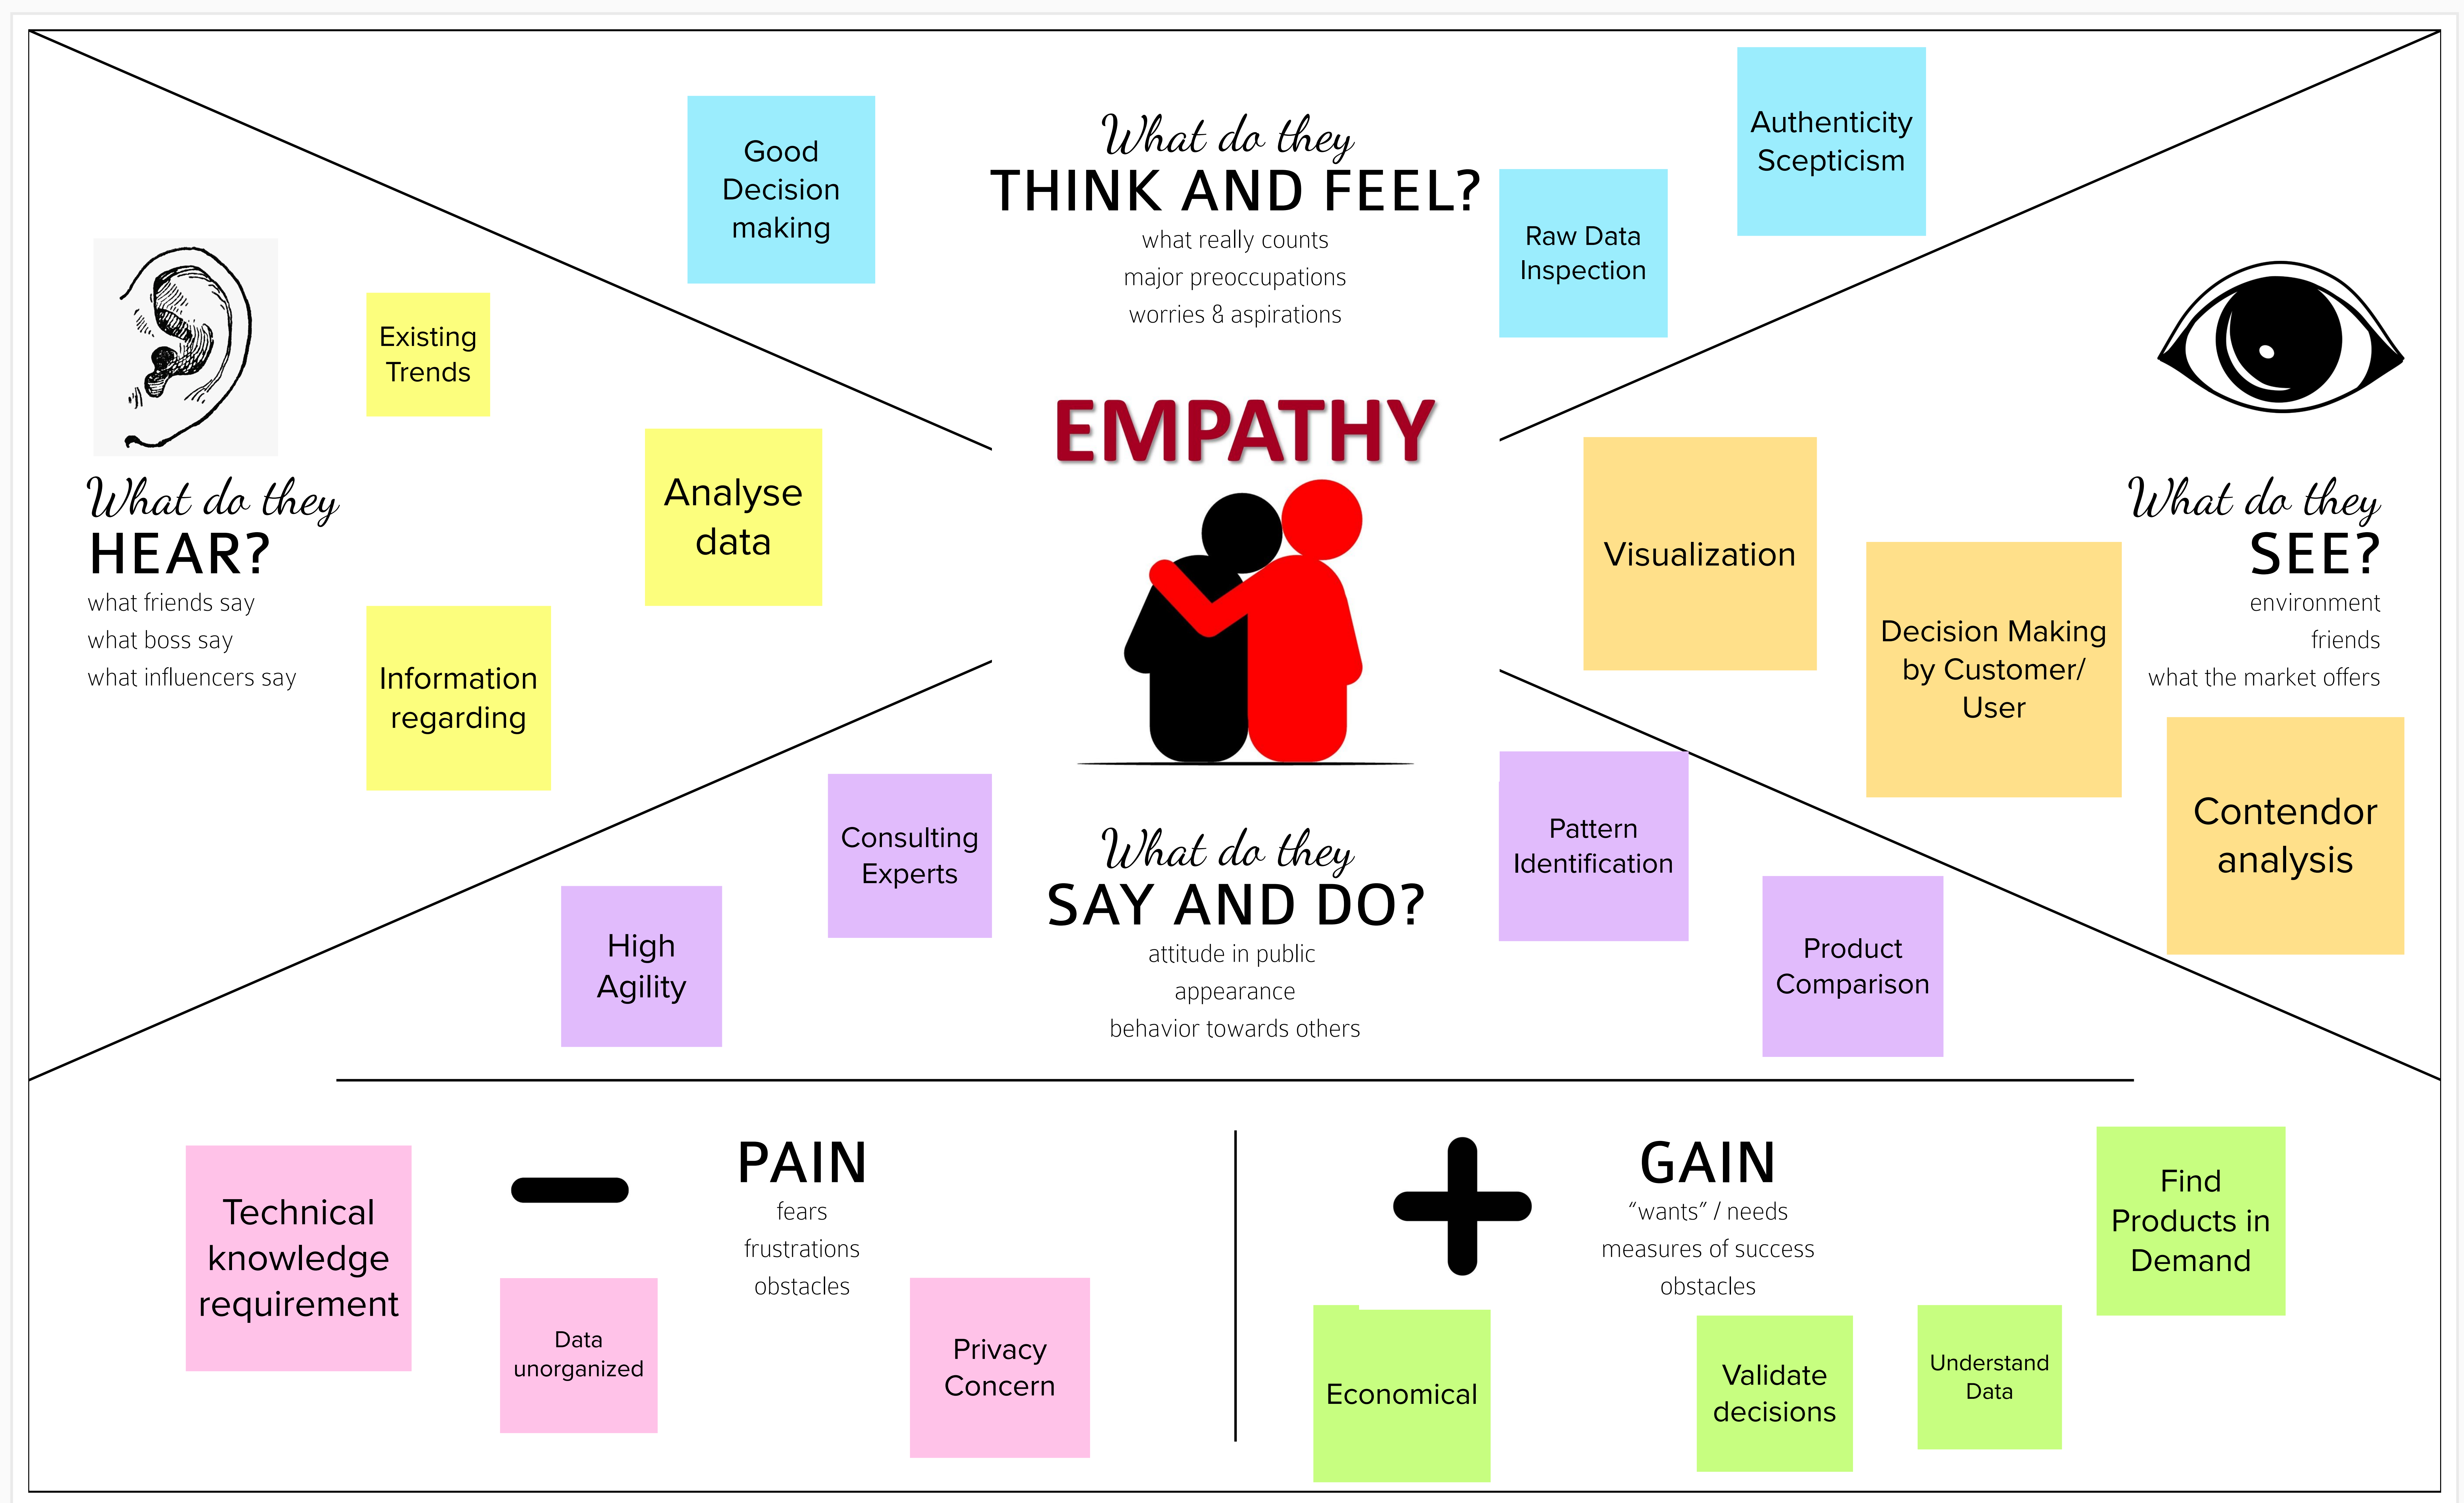 Good
Decision
making
What do they
THINK AND FEEL?
what really counts
major preoccupations
worries & aspirations
Raw Data
Inspection
Authenticity
Scepticism
What do they
HEAR?
what friends say
what boss say
what influencers say
Existing
Trends
Analyse
data
Information
regarding
EMPATHY
Visualization
Decision Making
by Customer/
User
Contendor
analysis
What do they
SEE?
environment
friends
what the market offers
High
Agility
Consulting
Experts
What do they
SAY AND DO?
attitude in public
appearance
behavior towards others
Pattern
Identification
Product
Comparison
Technical
knowledge
requirement
PAIN
fears
frustrations
obstacles
Data
unorganized
Privacy
Concern
GAIN
“wants” / needs
measures of success
obstacles
Economical
Validate
decisions
Understand
Data
Find
Products in
Demand